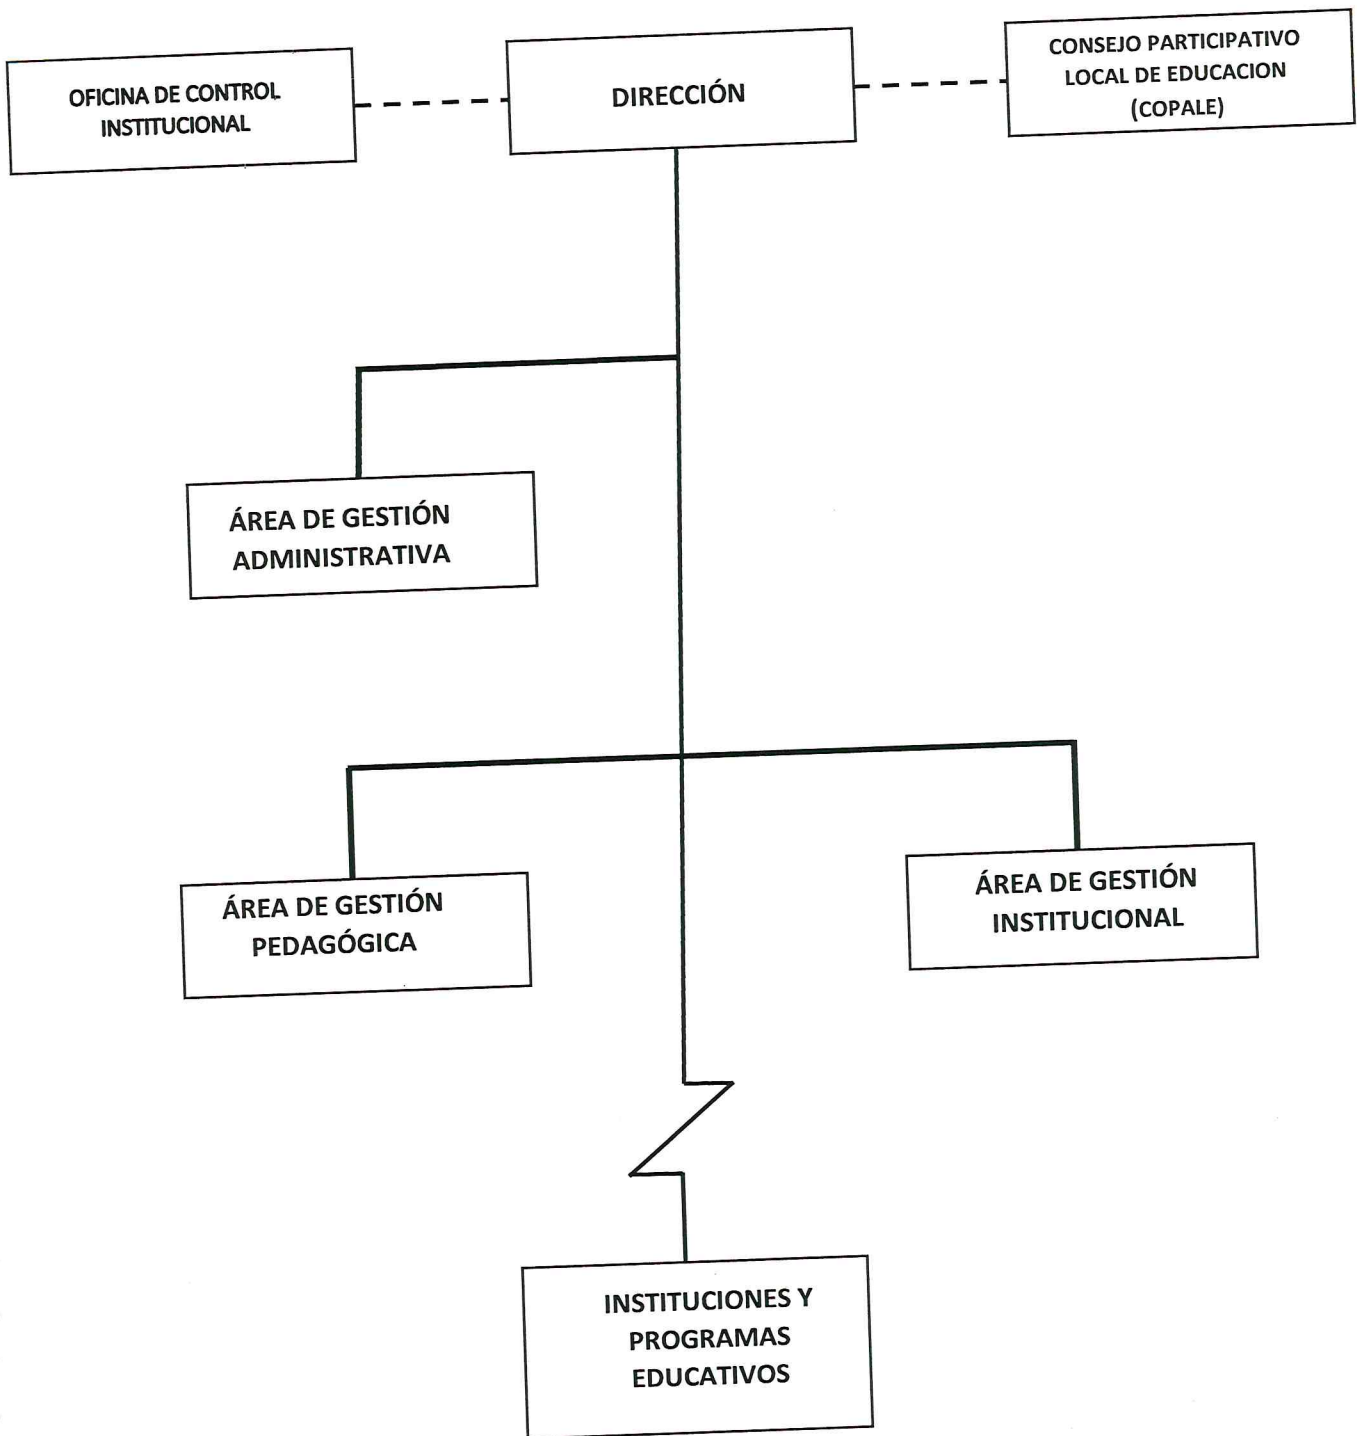 OFICINA DE CONTROL
INSTITUCIONAL
DIRECCIÓN
CONSEJO PARTICIPATIVO
LOCAL DE EDUCACION
(COPALE)
ÁREA DE GESTIÓN
ADMINISTRATIVA
ÁREA DE GESTIÓN
PEDAGÓGICA
ÁREA DE GESTIÓN
INSTITUCIONAL
INSTITUCIONES Y
PROGRAMAS
EDUCATIVOS